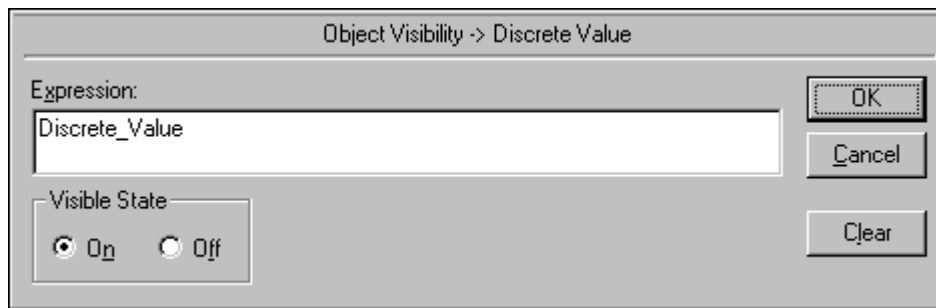 Object Visibility -> Discrete Value
Expression:
Discrete_Value
OK
Cancel
Visible State
On
Off
Clear